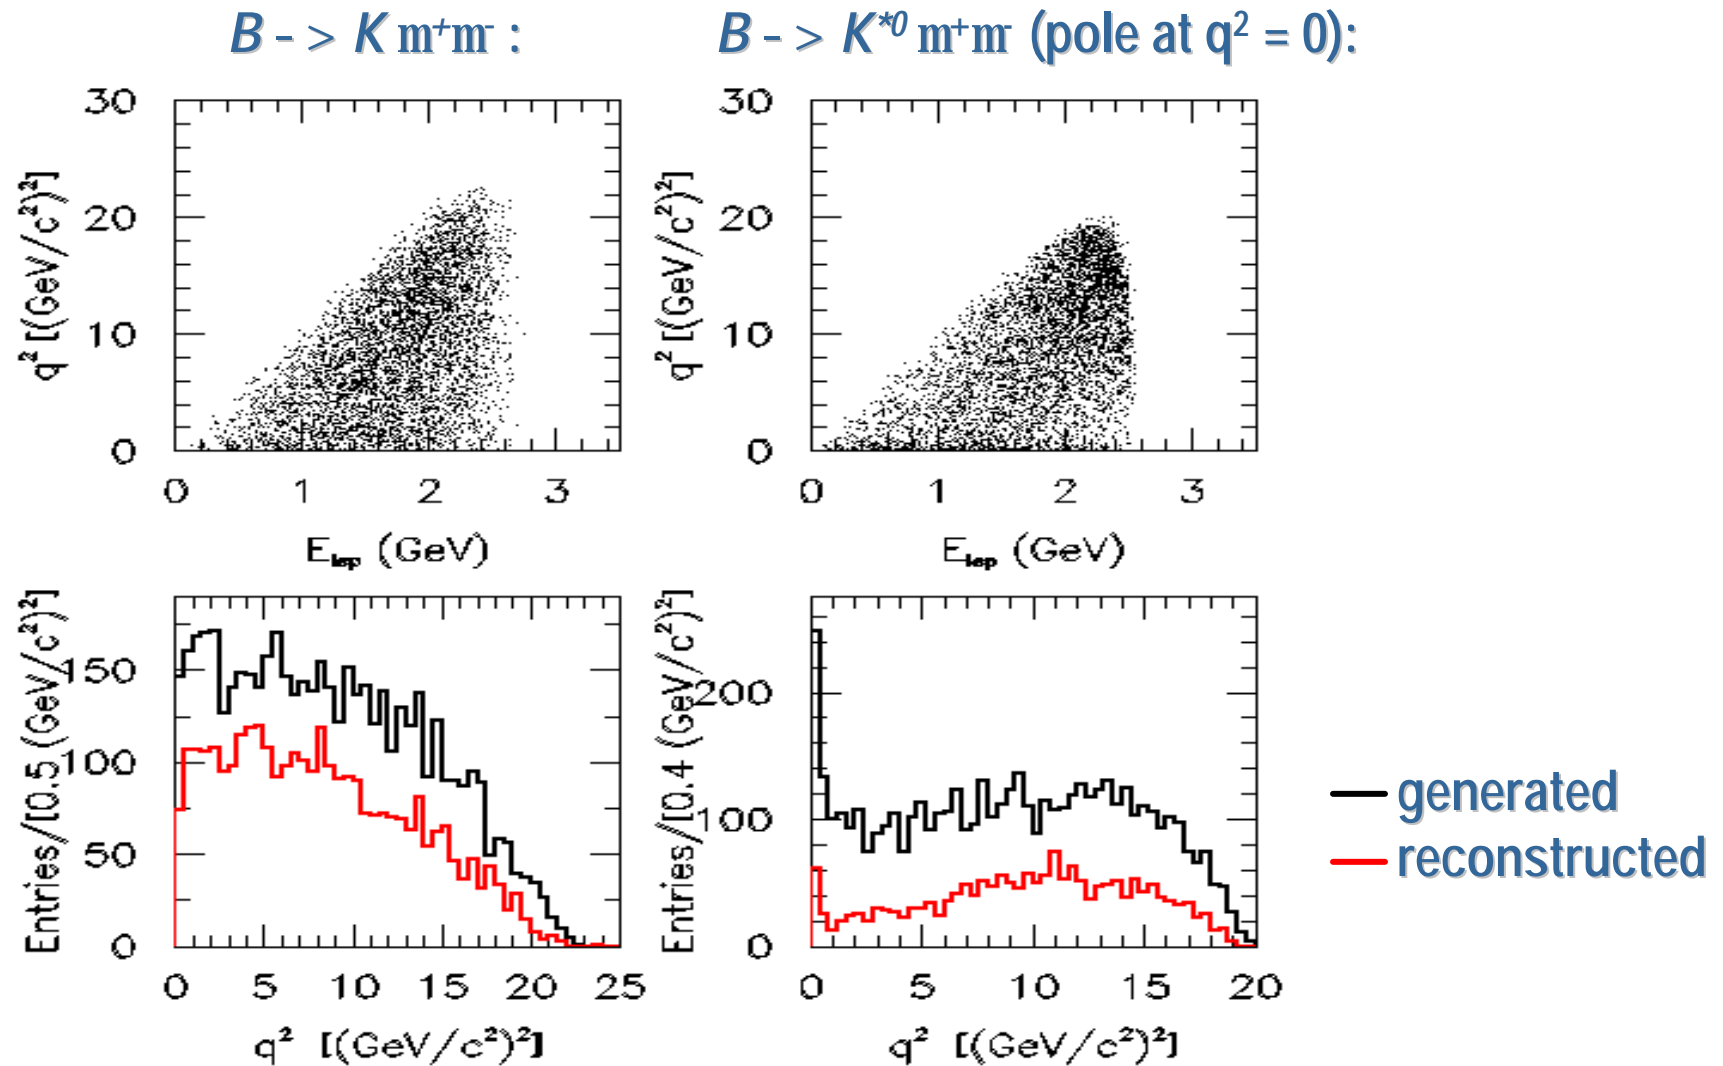 B -> K m⁺m⁻ :
B -> K*⁰ m⁺m⁻ (pole at q² = 0):
30
20
10
0
q² [(GeV/c²)²]
0 1 2 3
E_lep (GeV)
30
20
10
0
q² [(GeV/c²)²]
0 1 2 3
E_lep (GeV)
150
100
50
0
Entries/[0.5 (GeV/c²)²]
0 5 10 15 20 25
q² [(GeV/c²)²]
200
100
0
Entries/[0.4 (GeV/c²)²]
0 5 10 15 20
q² [(GeV/c²)²]
generated
reconstructed